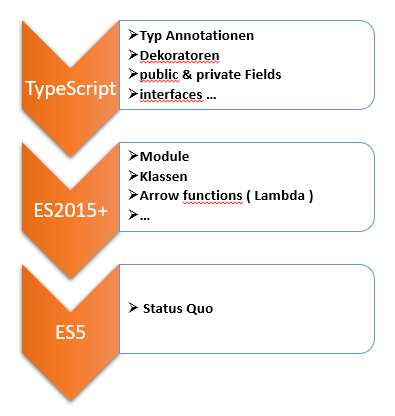 TypeScript
➢Typ Annotationen
➢Dekoratoren
➢public & private Fields
➢interfaces ...
ES2015+
➢Module
➢Klassen
➢Arrow functions ( Lambda )
➢...
ES5
➢ Status Quo